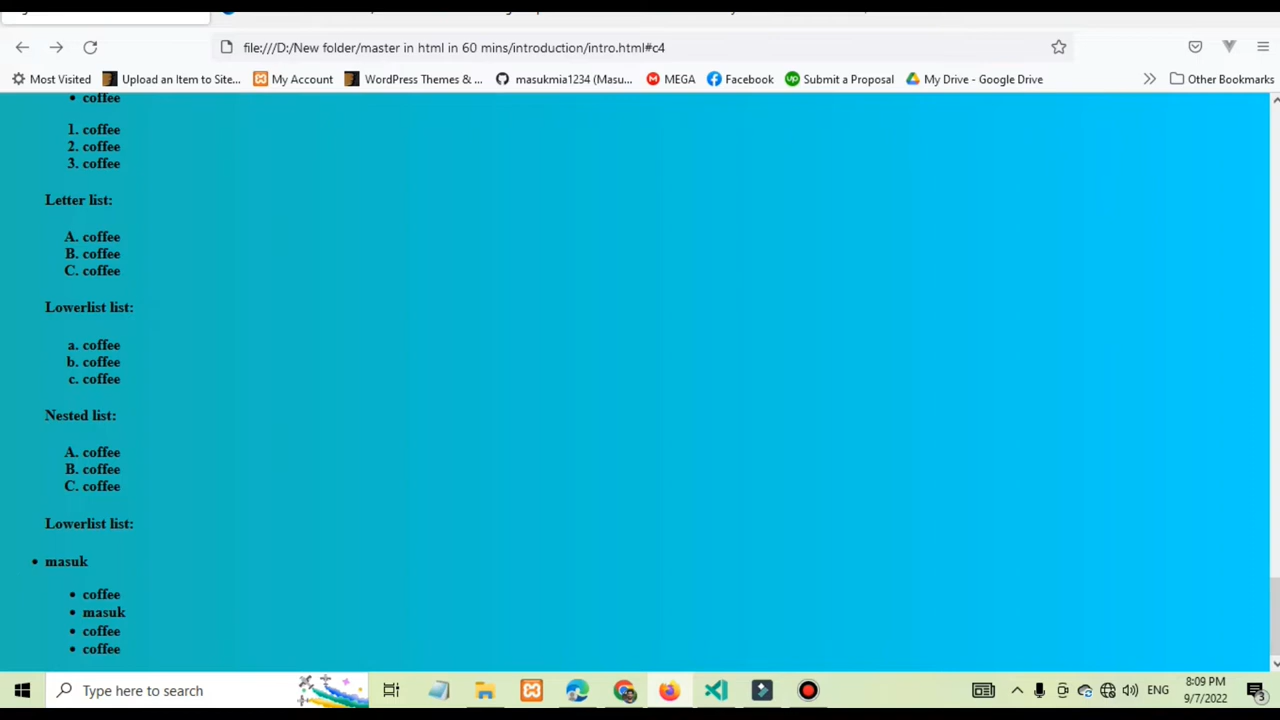 file:///D:/New folder/master in html in 60 mins/introduction/intro.html#c4
Most Visited Upload an Item to Site... My Account WordPress Themes & ... masukmia1234 (Masu... MEGA Facebook Submit a Proposal My Drive - Google Drive Other Bookmarks
• coffee
1. coffee
2. coffee
3. coffee
Letter list:
A. coffee
B. coffee
C. coffee
Lowerlist list:
a. coffee
b. coffee
c. coffee
Nested list:
A. coffee
B. coffee
C. coffee
Lowerlist list:
• masuk
• coffee
• masuk
• coffee
• coffee
Type here to search
ENG
8:09 PM
9/7/2022
3